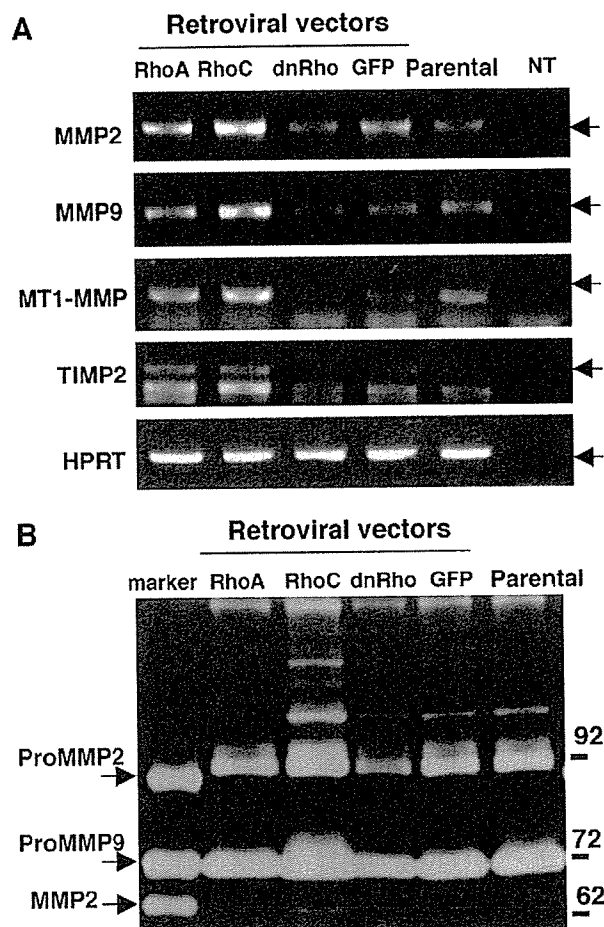 A
Retroviral vectors
RhoA RhoC dnRho GFP Parental NT
MMP2
MMP9
MT1-MMP
TIMP2
HPRT
B
Retroviral vectors
marker RhoA RhoC dnRho GFP Parental
ProMMP2
92
ProMMP9
72
MMP2
62